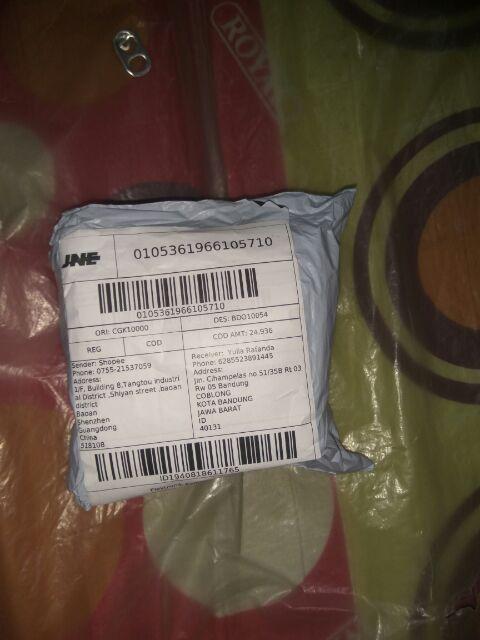 ROYAL
JNE
0105361966105710
0105361966105710
ORI: CGK10000
DES: BDO10054
REG
COD
COD AMT: 24,936
Sender: Shopee
Phone: 0755-21537059
Address:
1/F, Building 8,Tangtou industri
al District ,Shiyan street ,baoan
district
Baoan
Shenzhen
Guangdong
China
518108
Receiver: Yulia Rafanda
Phone: 6285523891445
Address:
Jln. Cihampelas no.51/35B Rt 03
Rw 05 Bandung
COBLONG
KOTA BANDUNG
JAWA BARAT
ID
40131
ID1940818611765